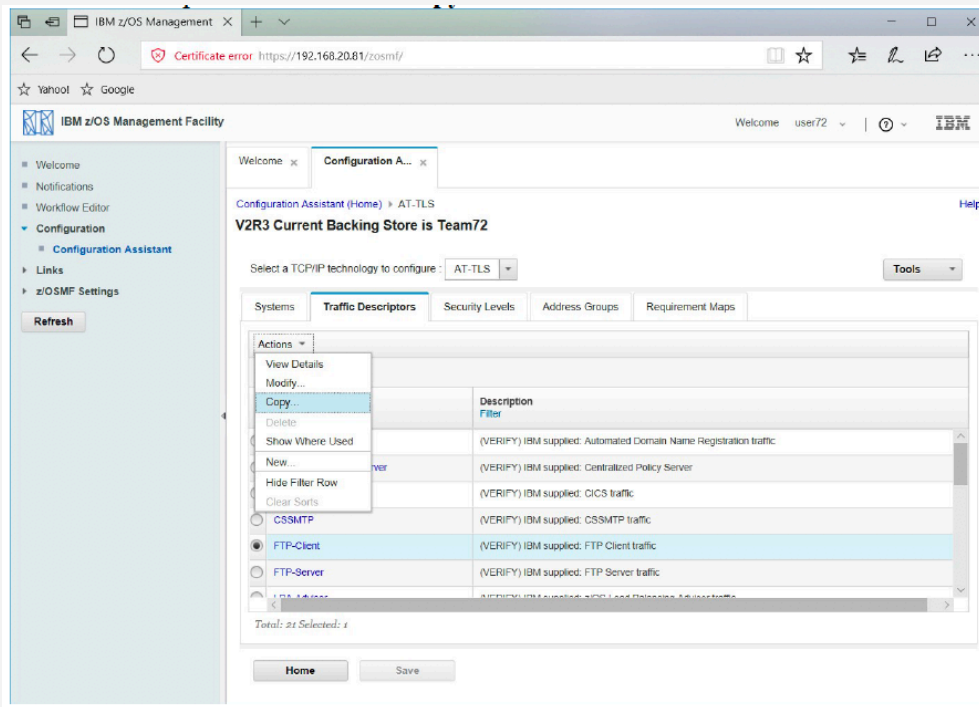 IBM z/OS Management
Certificate error https://192.168.20.81/zosmf/
Yahoo! Google
IBM z/OS Management Facility
Welcome user72
IBM
Welcome
Notifications
Workflow Editor
Configuration
Configuration Assistant
Links
z/OSMF Settings
Refresh
Welcome
Configuration A...
Configuration Assistant (Home) AT-TLS
Help
V2R3 Current Backing Store is Team72
Select a TCP/IP technology to configure : AT-TLS
Tools
Systems Traffic Descriptors Security Levels Address Groups Requirement Maps
Actions
View Details
Modify...
Copy...
Delete
Show Where Used
New...
Hide Filter Row
Clear Sorts
Description
Filter
(VERIFY) IBM supplied: Automated Domain Name Registration traffic
(VERIFY) IBM supplied: Centralized Policy Server
(VERIFY) IBM supplied: CICS traffic
CSSMTP (VERIFY) IBM supplied: CSSMTP traffic
FTP-Client (VERIFY) IBM supplied: FTP Client traffic
FTP-Server (VERIFY) IBM supplied: FTP Server traffic
Total: 21 Selected: 1
Home Save